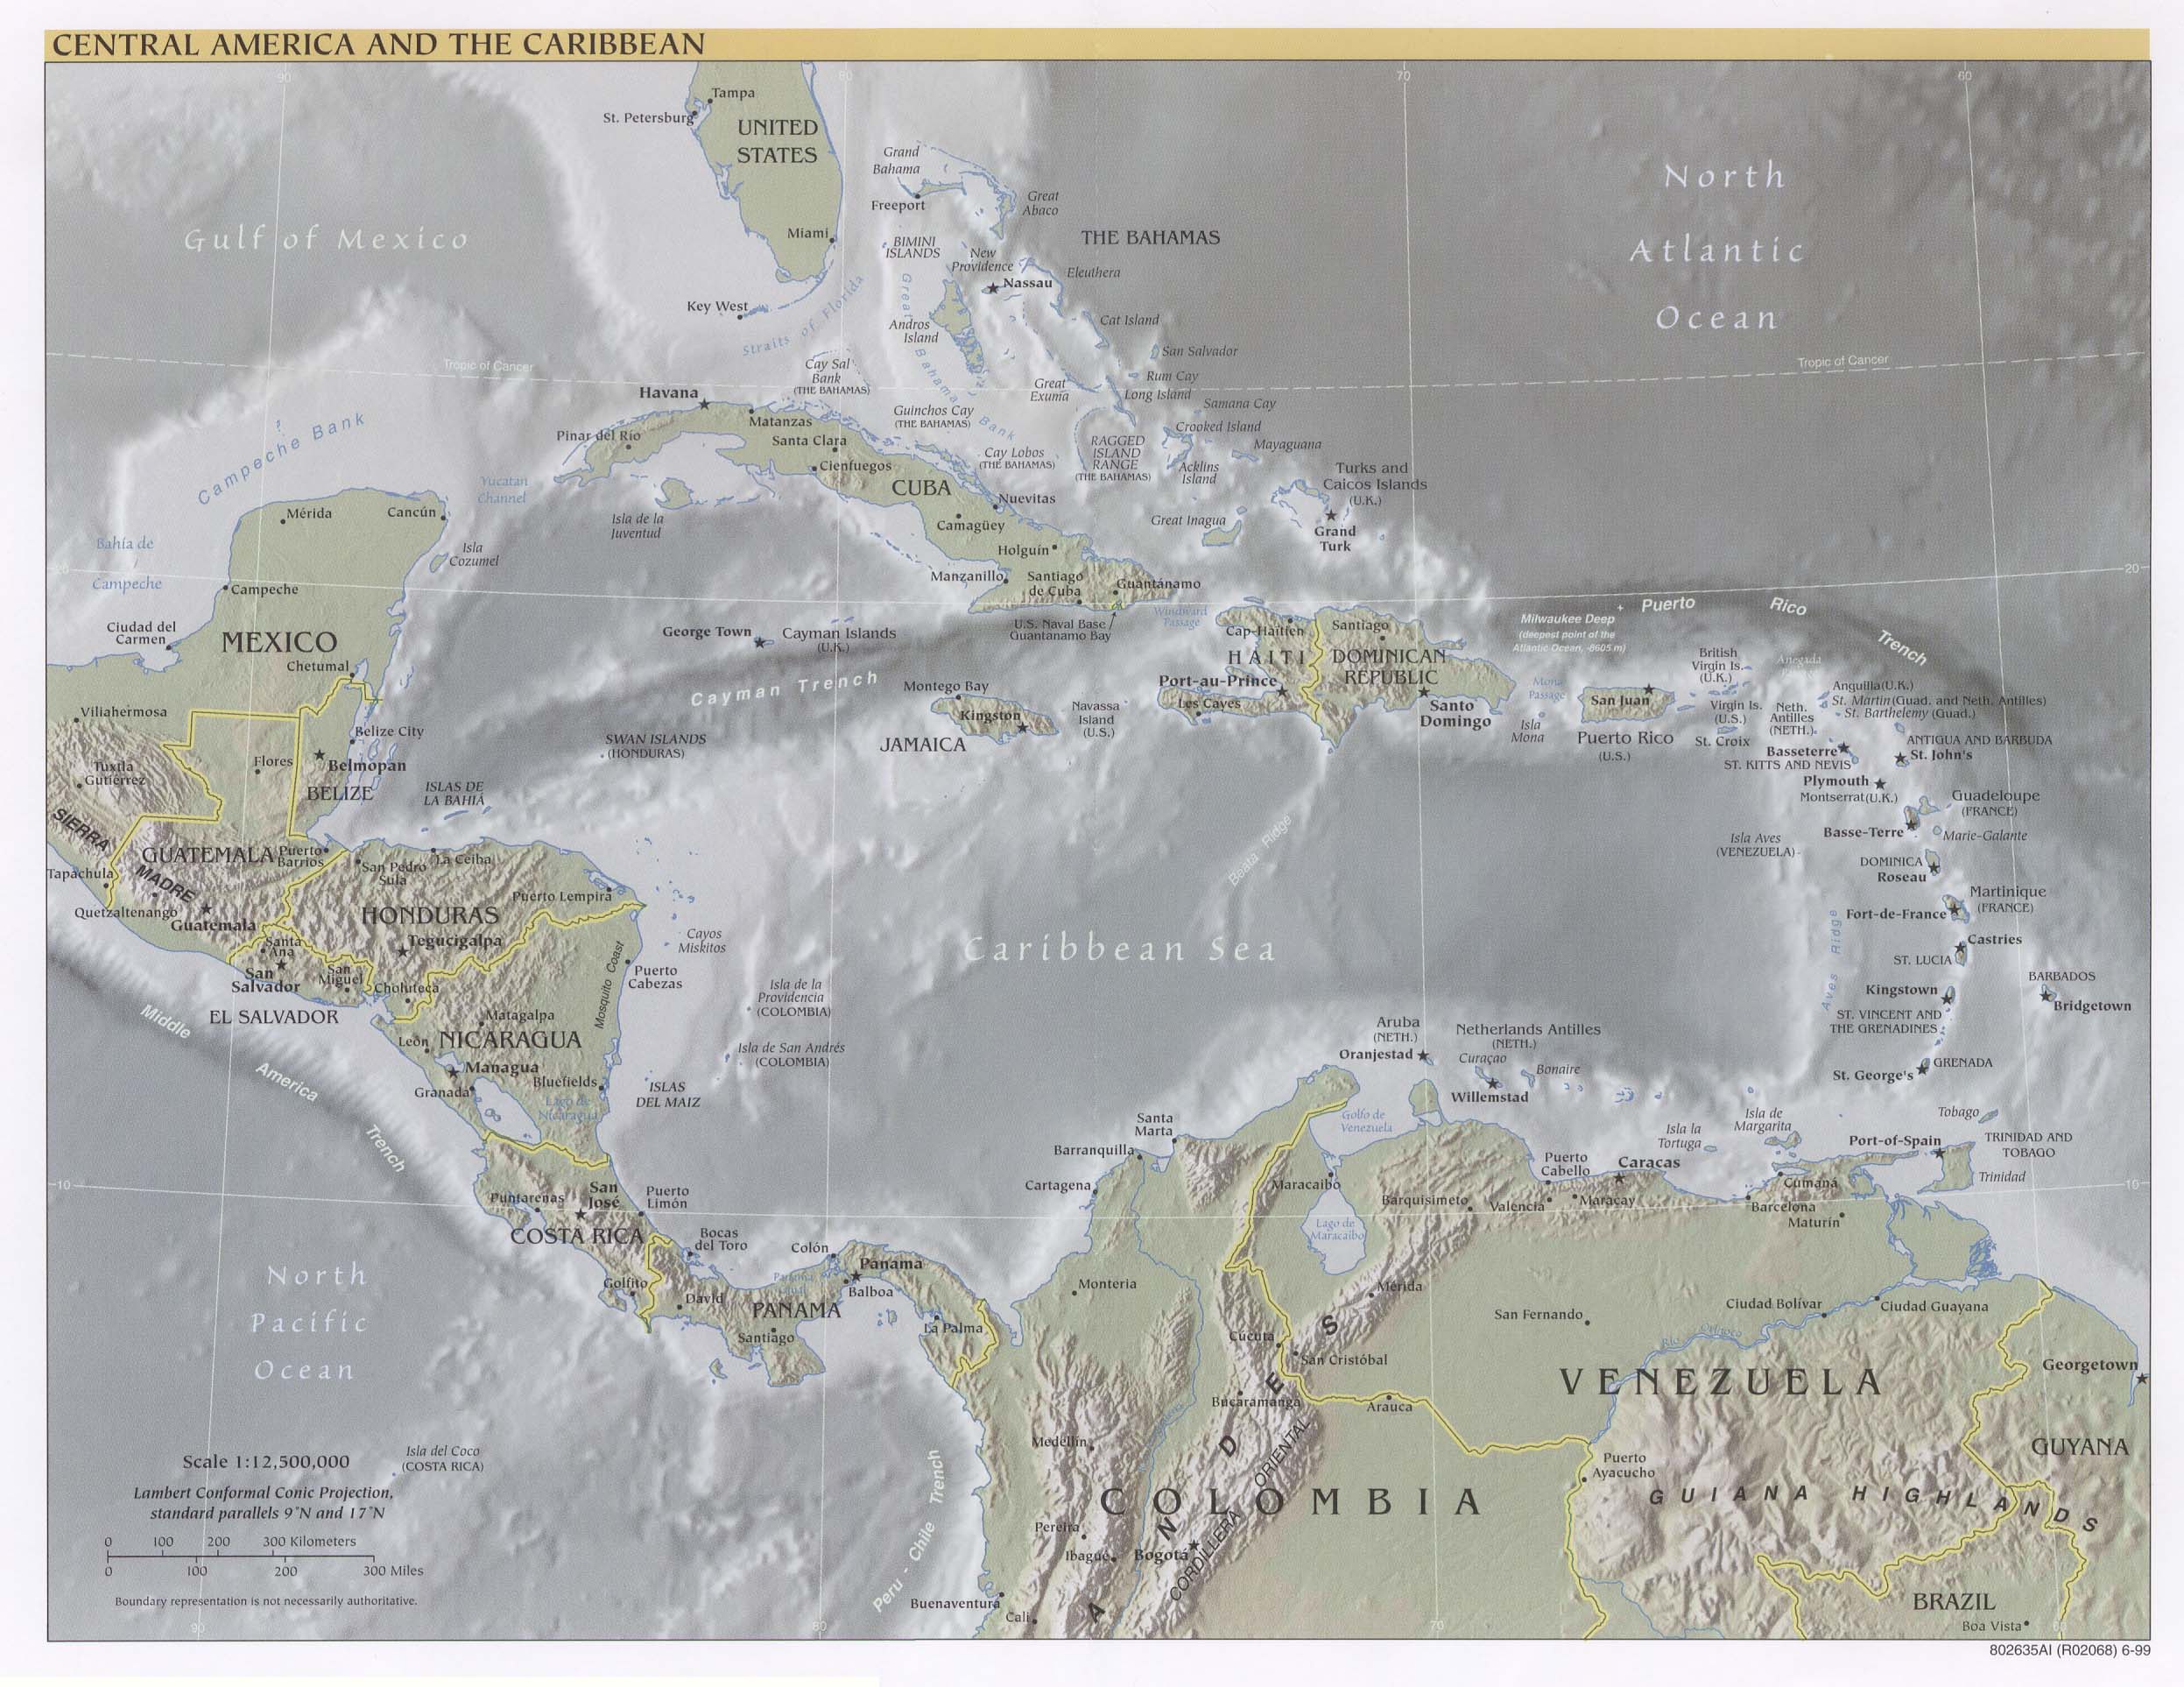 CENTRAL AMERICA AND THE CARIBBEAN
90
80
70
60
Tampa
St. Petersburg
UNITED
STATES
Miami
Key West
Straits of Florida
Gulf of Mexico
Grand
Bahama
Freeport
Great
Abaco
BIMINI
ISLANDS
THE BAHAMAS
New
Providence
Nassau
Eleuthera
Great Bahama Bank
Andros
Island
Cat Island
San Salvador
Rum Cay
Great
Exuma
Long Island
Samana Cay
Crooked Island
Mayaguana
RAGGED
ISLAND
RANGE
(THE BAHAMAS)
Acklins
Island
Cay Sal
Bank
(THE BAHAMAS)
Guinchos Cay
(THE BAHAMAS)
Cay Lobos
(THE BAHAMAS)
Great Inagua
Turks and
Caicos Islands
(U.K.)
Grand
Turk
North
Atlantic
Ocean
Tropic of Cancer
Tropic of Cancer
Havana
Matanzas
Pinar del Río
Santa Clara
Cienfuegos
CUBA
Nuevitas
Camagüey
Holguín
Manzanillo
Santiago
de Cuba
Guantánamo
U.S. Naval Base
Guantanamo Bay
Windward
Passage
Isla de la
Juventud
Yucatan
Channel
Campeche Bank
Mérida
Cancún
Isla
Cozumel
Bahía de
Campeche
20
20
Campeche
Ciudad del
Carmen
MEXICO
Chetumal
Villahermosa
Tuxtla
Gutiérrez
SIERRA
MADRE
Tapachula
Flores
Belize City
Belmopan
BELIZE
ISLAS DE
LA BAHIÁ
SWAN ISLANDS
(HONDURAS)
George Town
Cayman Islands
(U.K.)
Cayman Trench
Montego Bay
Kingston
JAMAICA
Navassa
Island
(U.S.)
Cap-Haïtien
HAITI
Port-au-Prince
Les Cayes
Santiago
DOMINICAN
REPUBLIC
Santo
Domingo
Milwaukee Deep
(deepest point of the
Atlantic Ocean, -8605 m)
Puerto Rico Trench
Mona
Passage
Isla
Mona
San Juan
Puerto Rico
(U.S.)
British
Virgin Is.
(U.K.)
Virgin Is.
(U.S.)
St. Croix
Anegada
Anguilla (U.K.)
St. Martin (Guad. and Neth. Antilles)
St. Barthelemy (Guad.)
Neth.
Antilles
(NETH.)
Basseterre
ST. KITTS AND NEVIS
ANTIGUA AND BARBUDA
St. John's
Plymouth
Montserrat (U.K.)
Guadeloupe
(FRANCE)
Basse-Terre
Marie-Galante
Isla Aves
(VENEZUELA)
DOMINICA
Roseau
Martinique
(FRANCE)
Fort-de-France
Castries
ST. LUCIA
Aves Ridge
BARBADOS
Bridgetown
Kingstown
ST. VINCENT AND
THE GRENADINES
GRENADA
St. George's
Beata Ridge
Caribbean Sea
GUATEMALA
Puerto
Barrios
San Pedro
Sula
La Ceiba
Puerto Lempira
Quetzaltenango
Guatemala
HONDURAS
Tegucigalpa
Santa
Ana
San
Salvador
San
Miguel
Choluteca
EL SALVADOR
Cayos
Miskitos
Mosquito Coast
Puerto
Cabezas
Isla de la
Providencia
(COLOMBIA)
Isla de San Andrés
(COLOMBIA)
Matagalpa
León
NICARAGUA
Managua
Granada
Bluefields
Lago de
Nicaragua
ISLAS
DEL MAIZ
Middle America Trench
Aruba
(NETH.)
Oranjestad
Netherlands Antilles
(NETH.)
Curaçao
Bonaire
Willemstad
Tobago
Isla de
Margarita
Isla la
Tortuga
Port-of-Spain
TRINIDAD AND
TOBAGO
Trinidad
Santa
Marta
Barranquilla
Cartagena
Golfo de
Venezuela
Maracaibo
Lago de
Maracaibo
Puerto
Cabello
Caracas
Barquisimeto
Valencia
Maracay
Barcelona
Cumaná
Maturín
10
10
Puntarenas
San
José
Puerto
Limón
COSTA RICA
Bocas
del Toro
Golfito
David
Colón
Panama
Balboa
PANAMA
Santiago
La Palma
Monteria
Mérida
San Fernando
Ciudad Bolívar
Ciudad Guayana
Río Orinoco
Cúcuta
San Cristóbal
Bucaramanga
Arauca
VENEZUELA
Georgetown
GUYANA
North
Pacific
Ocean
Isla del Coco
(COSTA RICA)
Medellín
Puerto
Ayacucho
GUIANA HIGHLANDS
COLOMBIA
ANDES
CORDILLERA ORIENTAL
Pereira
Ibagué
Bogotá
Peru - Chile Trench
Buenaventura
Cali
BRAZIL
Boa Vista
Scale 1:12,500,000
Lambert Conformal Conic Projection,
standard parallels 9°N and 17°N
0 100 200 300 Kilometers
0 100 200 300 Miles
Boundary representation is not necessarily authoritative.
90
80
70
60
802635AI (R02068) 6-99